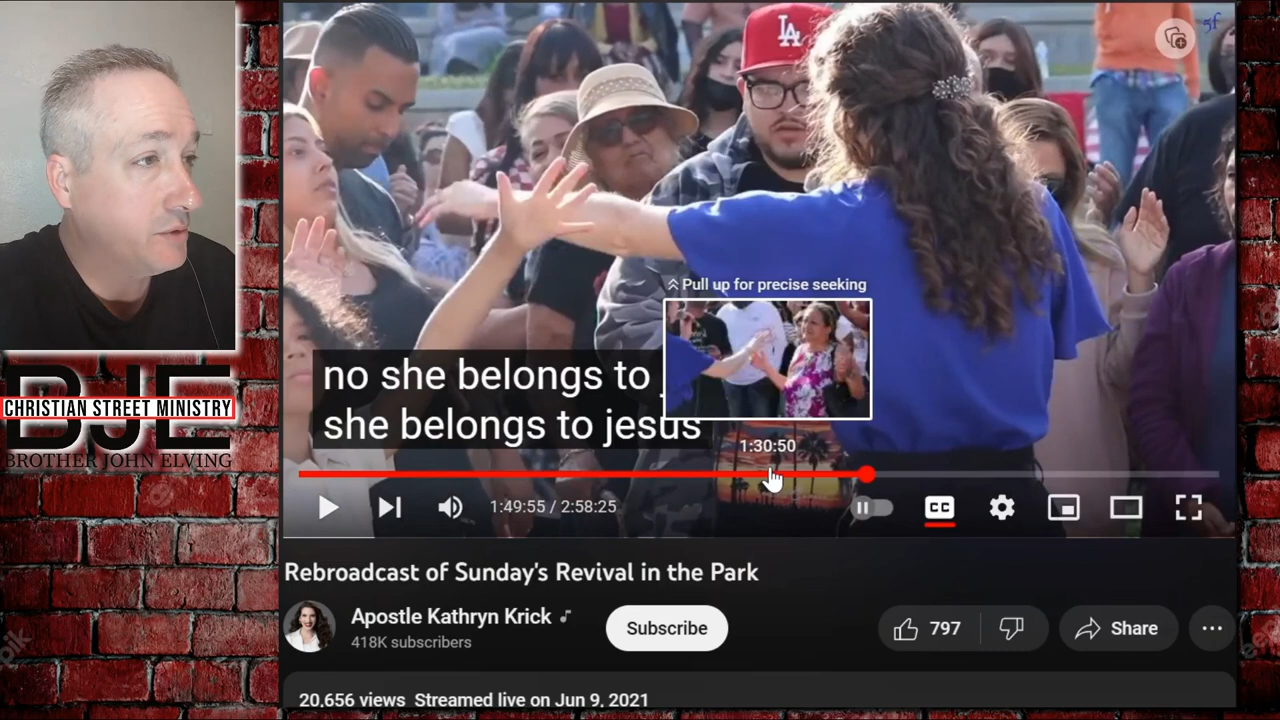 LA
5f
Pull up for precise seeking
no she belongs to
she belongs to jesus
1:30:50
1:49:55 / 2:58:25
CC
BJE
CHRISTIAN STREET MINISTRY
BROTHER JOHN ELVING
Rebroadcast of Sunday's Revival in the Park
Apostle Kathryn Krick
418K subscribers
Subscribe
797
Share
20,656 views Streamed live on Jun 9, 2021